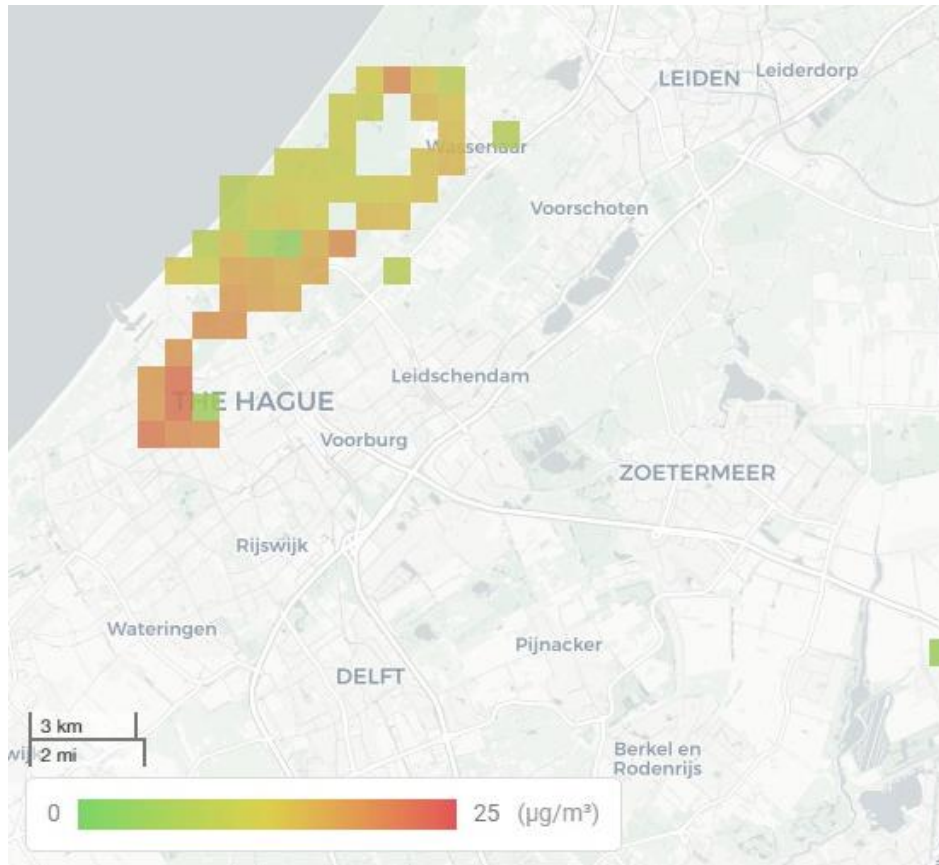 LEIDEN
Leiderdorp
Wassenaar
Voorschoten
Leidschendam
THE HAGUE
Voorburg
ZOETERMEER
Rijswijk
Wateringen
Pijnacker
DELFT
3 km
2 mi
Berkel en
Rodenrijs
0 25 (µg/m³)